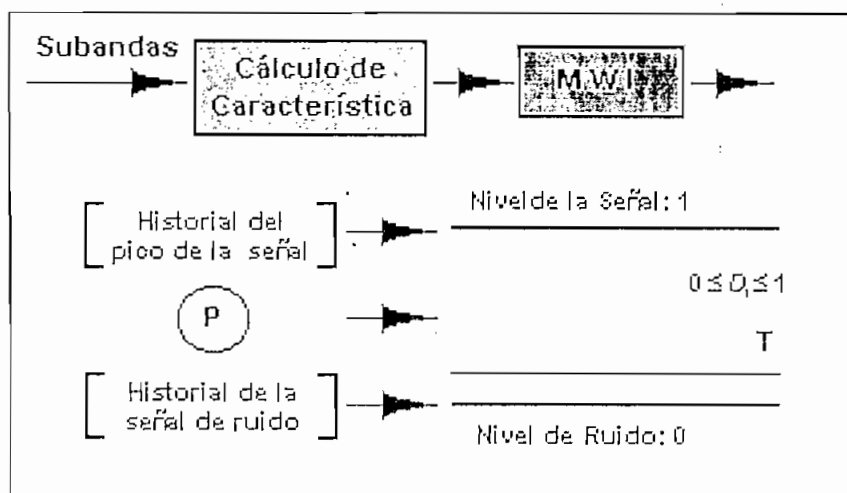 Subandas
Cálculo de
Característica
M.W.I
Nivel de la Señal: 1
Historial del
pico de la señal
0 ≤ Dᵢ ≤ 1
P
T
Historial de la
señal de ruido
Nivel de Ruido: 0